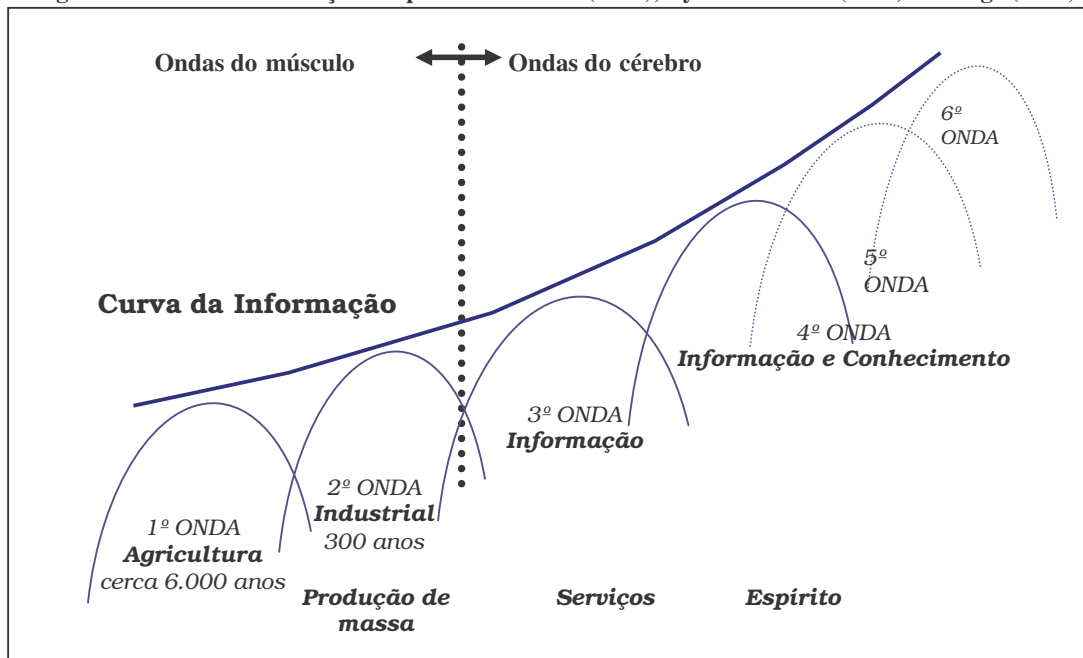 Ondas do músculo
Ondas do cérebro
6º
ONDA
5º
ONDA
Curva da Informação
4º ONDA
Informação e Conhecimento
3º ONDA
Informação
2º ONDA
Industrial
300 anos
1º ONDA
Agricultura
cerca 6.000 anos
Produção de
massa
Serviços
Espírito